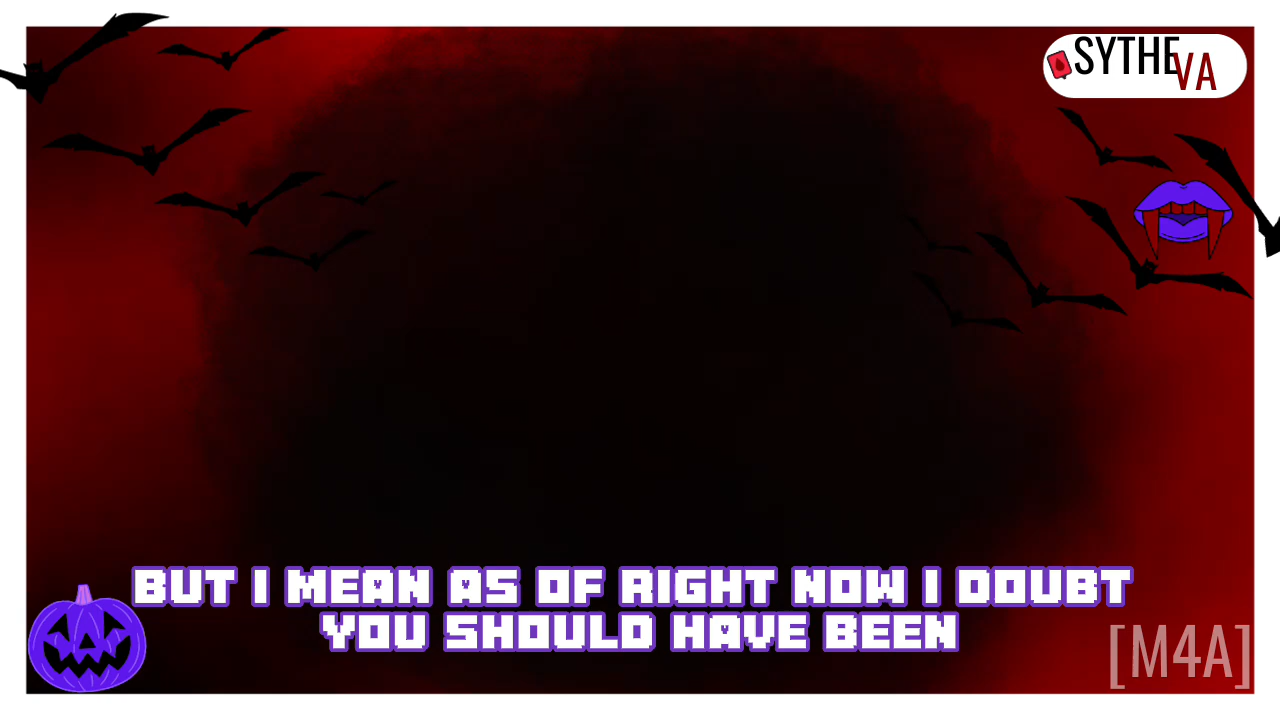 SYTHE
VA
BUT I MEAN AS OF RIGHT NOW I DOUBT
YOU SHOULD HAVE BEEN
[M4A]